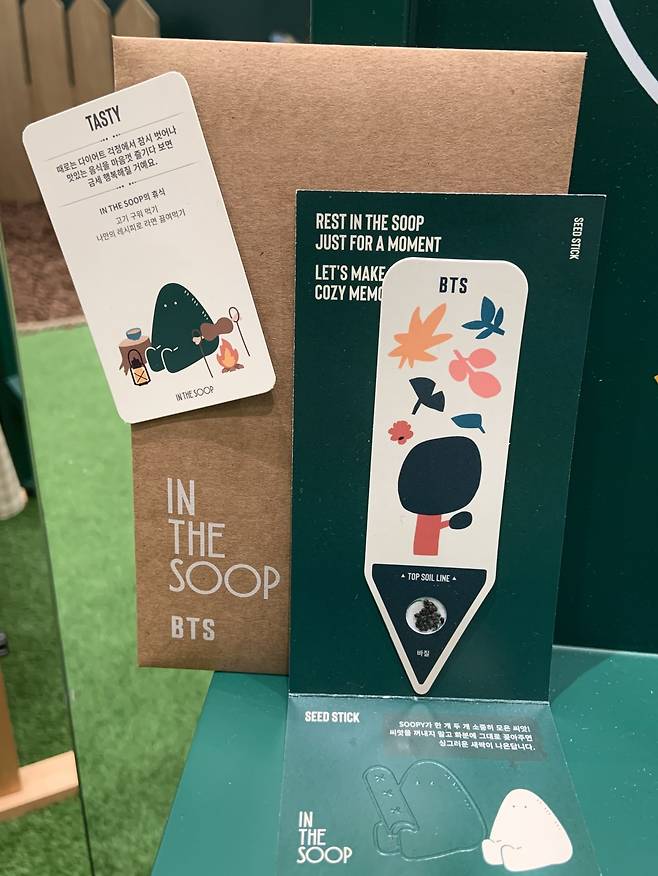 TASTY
때로는 다이어트 걱정에서 잠시 벗어나
맛있는 음식을 마음껏 즐기다 보면
금세 행복해질 거예요.
IN THE SOOP의 휴식
고기 구워 먹기
나만의 레시피로 라면 끓여먹기
IN THE SOOP
IN
THE
SOOP
BTS
REST IN THE SOOP
JUST FOR A MOMENT
LET'S MAKE
COZY MEMO
SEED STICK
BTS
TOP SOIL LINE
바질
SEED STICK
SOOPY가 한 개 두 개 소중히 모은 씨앗!
씨앗을 꺼내지 말고 화분에 그대로 꽂아주면
싱그러운 새싹이 나온답니다.
IN
THE
SOOP